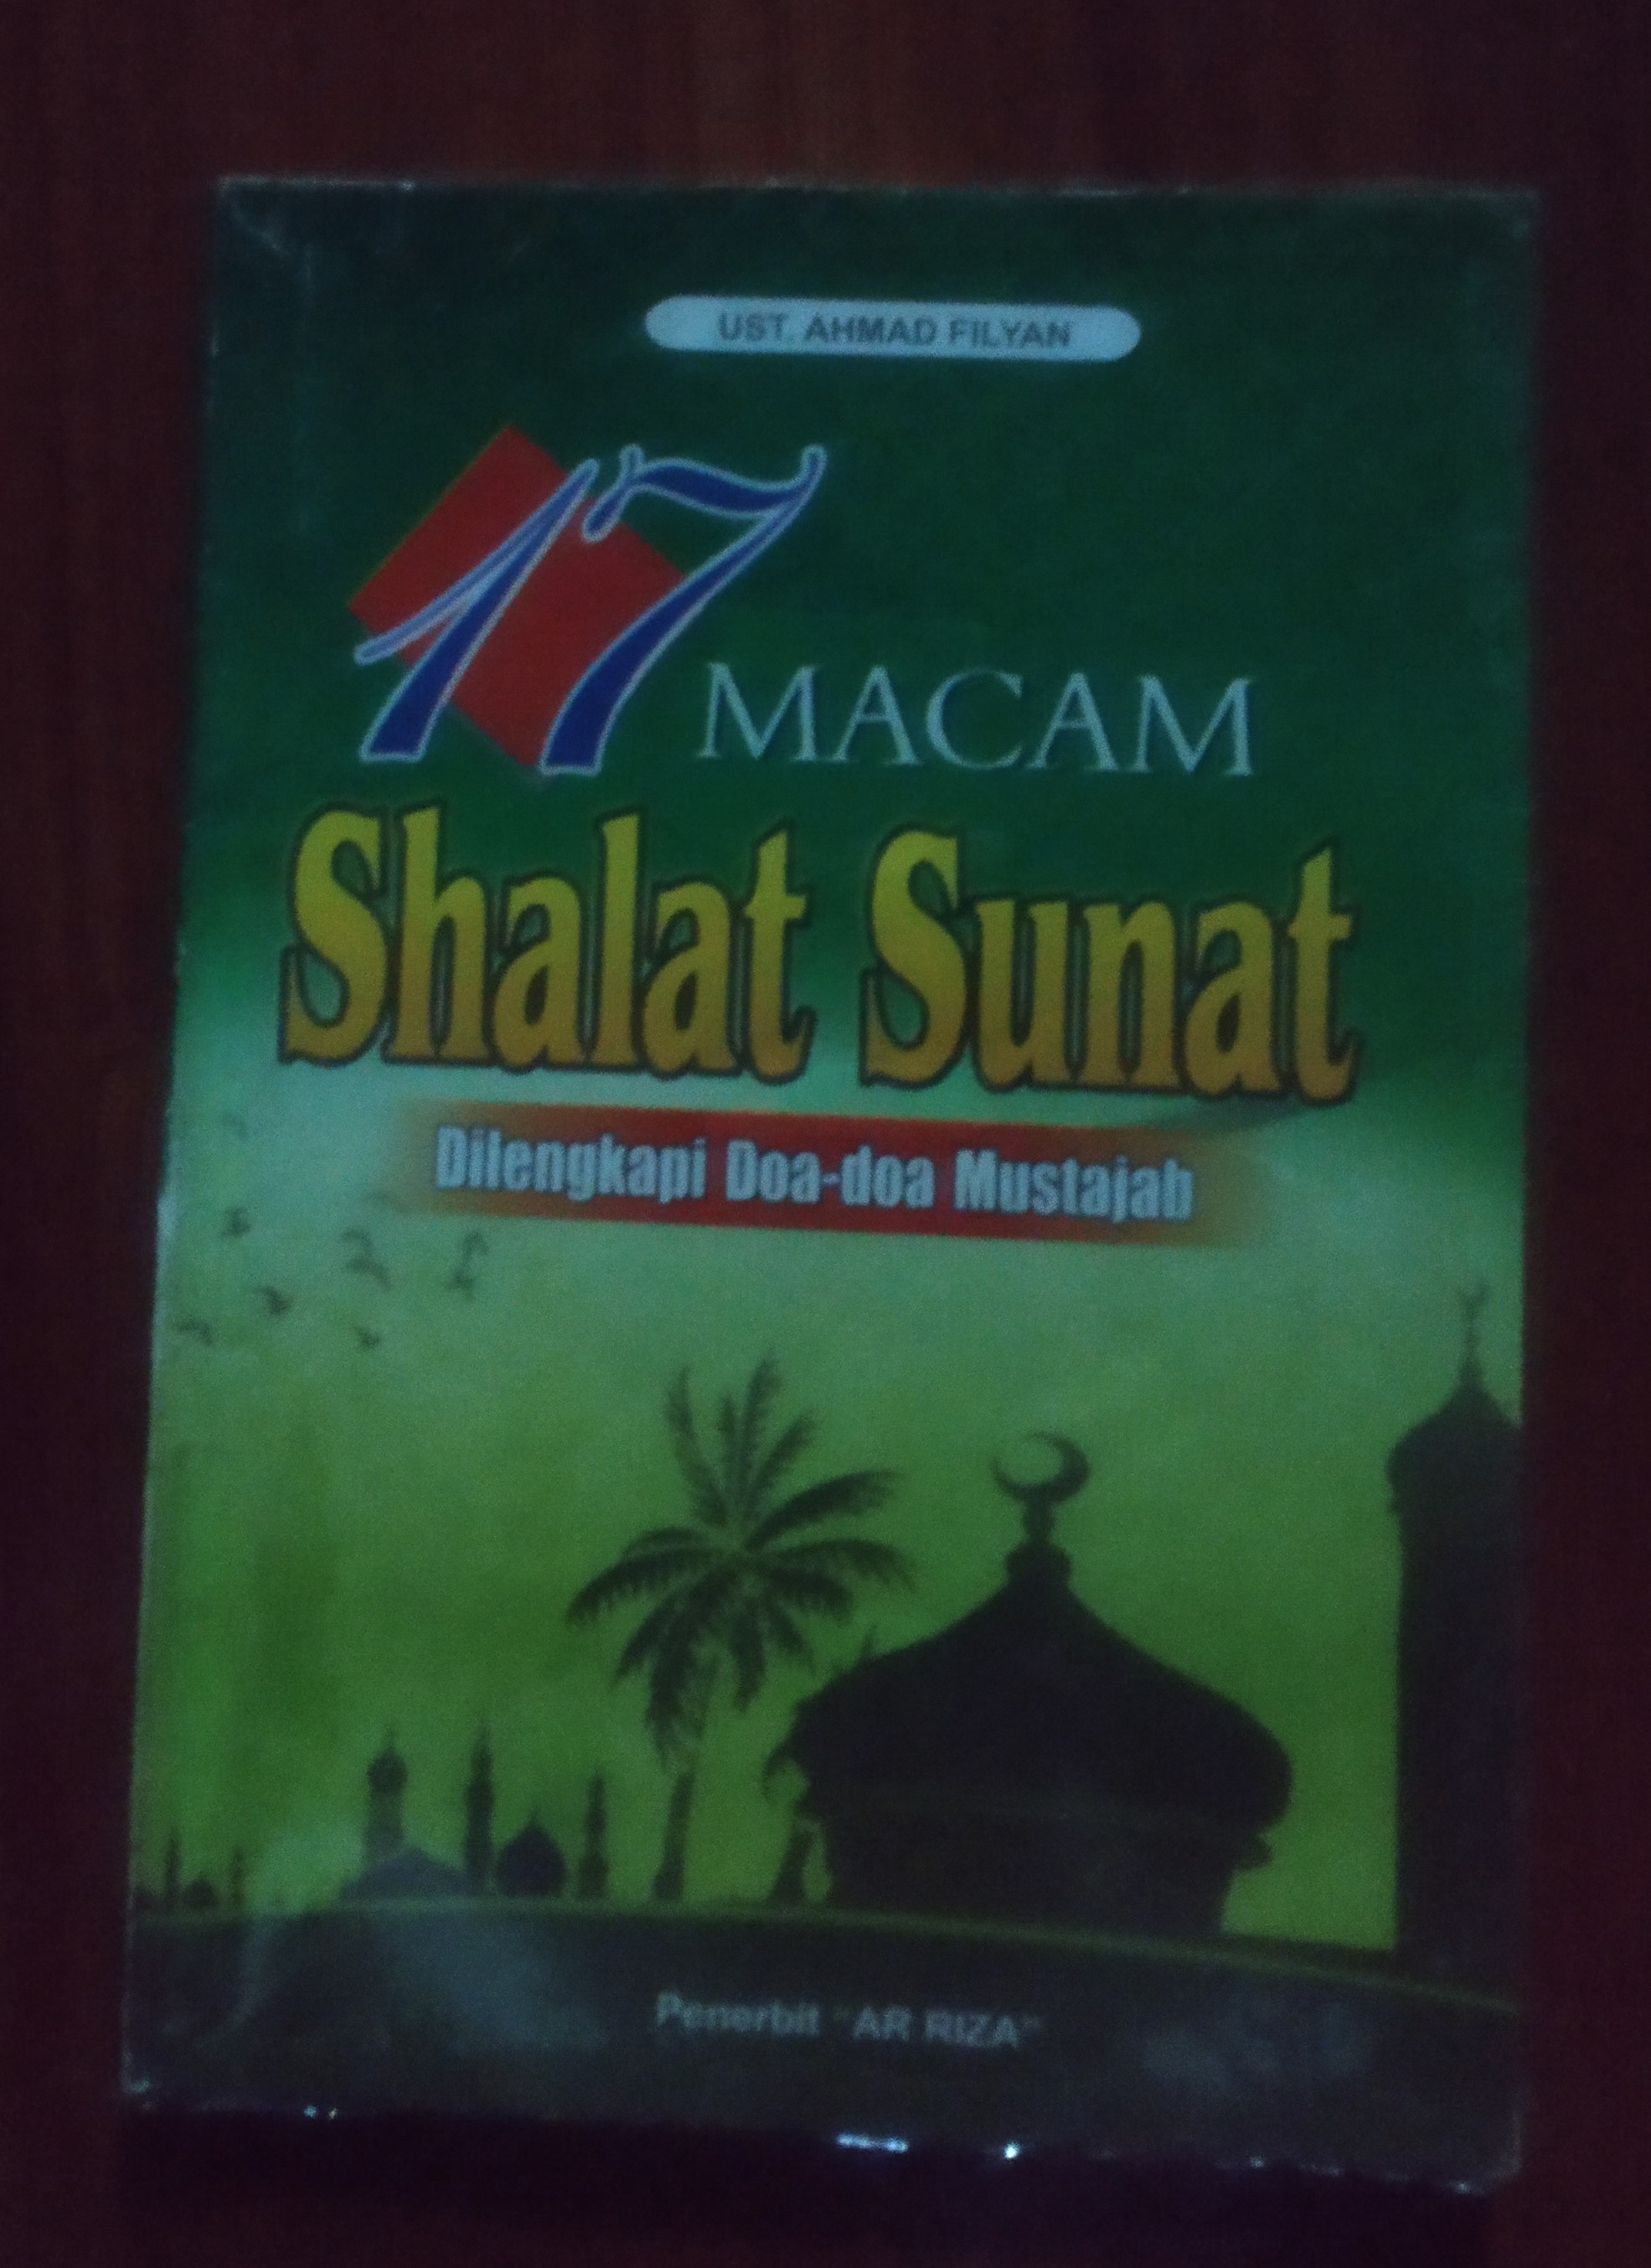 UST. AHMAD FILYAN
17 MACAM
Shalat Sunat
Dilengkapi Doa-doa Mustajab
Penerbit "AR RIZA"